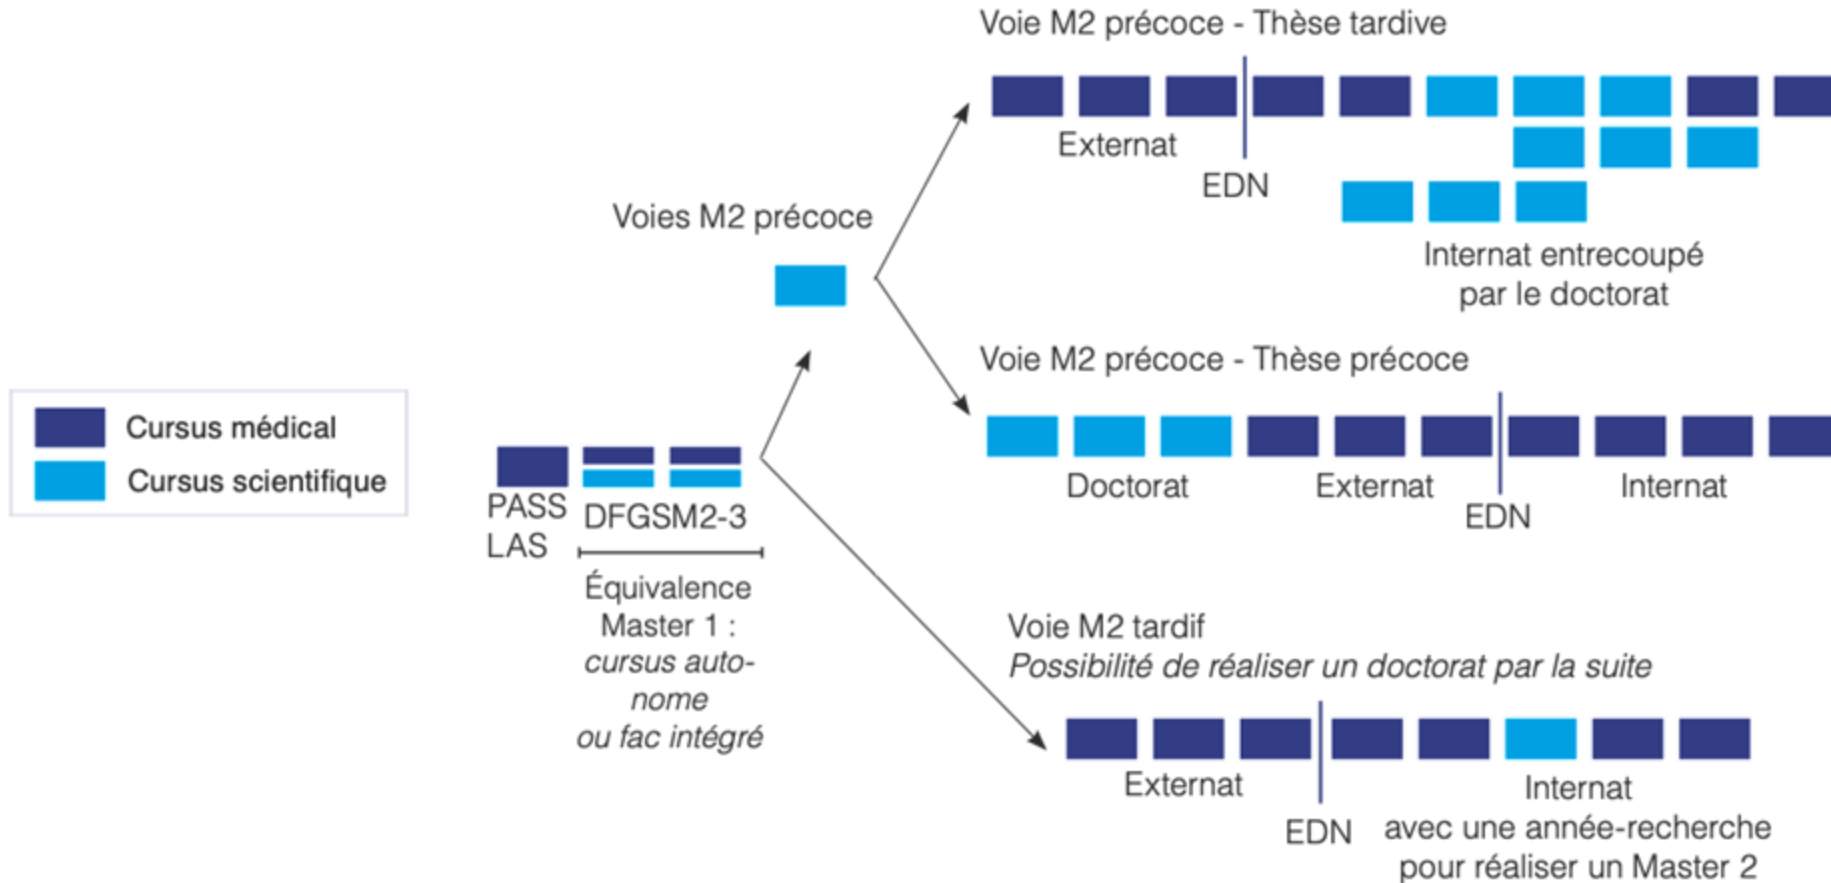 Voie M2 précoce - Thèse tardive
Externat
EDN
Internat entrecoupé
par le doctorat
Voies M2 précoce
Voie M2 précoce - Thèse précoce
Doctorat
Externat
EDN
Internat
Cursus médical
Cursus scientifique
PASS
LAS
DFGSM2-3
Équivalence
Master 1 :
cursus auto-
nome
ou fac intégré
Voie M2 tardif
Possibilité de réaliser un doctorat par la suite
Externat
EDN
Internat
avec une année-recherche
pour réaliser un Master 2